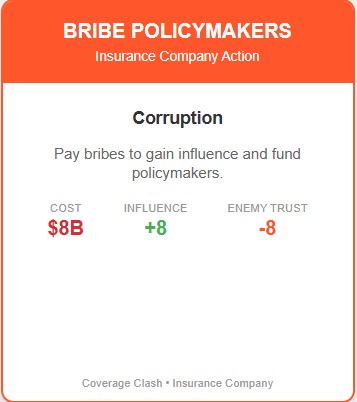 BRIBE POLICYMAKERS
Insurance Company Action
Corruption
Pay bribes to gain influence and fund
policymakers.
COST INFLUENCE ENEMY TRUST
$8B +8 -8
Coverage Clash • Insurance Company